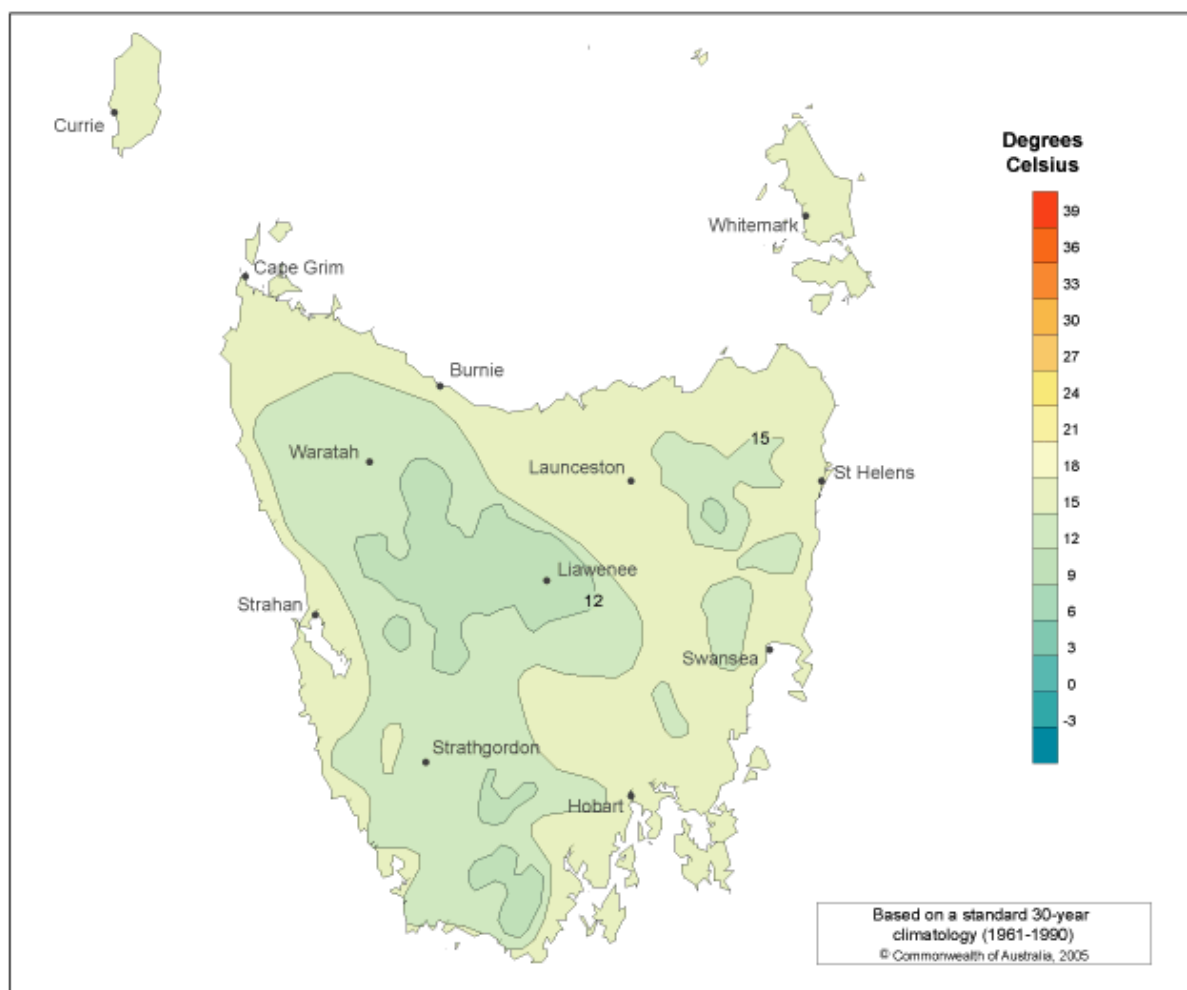 Currie
Whitemark
Cape Grim
Burnie
Waratah
Launceston
15
St Helens
Liawenee
12
Strahan
Swansea
Strathgordon
Hobart
Degrees
Celsius
39
36
33
30
27
24
21
18
15
12
9
6
3
0
-3
Based on a standard 30-year
climatology (1961-1990)
© Commonwealth of Australia, 2005